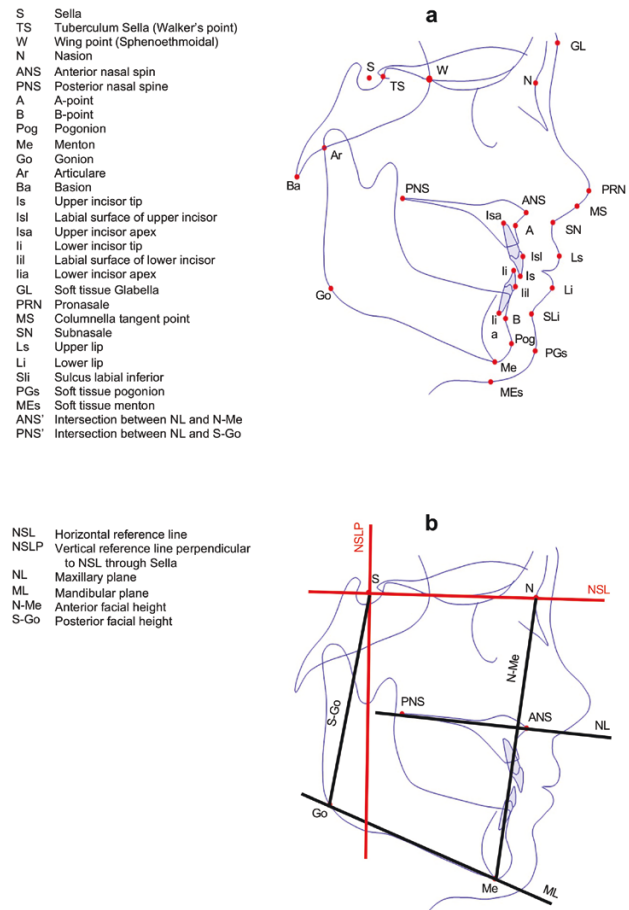 S Sella
TS Tuberculum Sella (Walker's point)
W Wing point (Sphenoethmoidal)
N Nasion
ANS Anterior nasal spin
PNS Posterior nasal spine
A A-point
B B-point
Pog Pogonion
Me Menton
Go Gonion
Ar Articulare
Ba Basion
Is Upper incisor tip
Isl Labial surface of upper incisor
Isa Upper incisor apex
Ii Lower incisor tip
Iil Labial surface of lower incisor
Iia Lower incisor apex
GL Soft tissue Glabella
PRN Pronasale
MS Columnella tangent point
SN Subnasale
Ls Upper lip
Li Lower lip
Sli Sulcus labial inferior
PGs Soft tissue pogonion
MEs Soft tissue menton
ANS' Intersection between NL and N-Me
PNS' Intersection between NL and S-Go
a
GL
S
TS
W
N
Ar
Ba
PNS
ANS
PRN
MS
Isa
A
SN
Isl
Ls
Ii
Is
Iil
Li
Go
Ii
a
B
SLi
Pog
PGs
Me
MEs
NSL Horizontal reference line
NSLP Vertical reference line perpendicular
to NSL through Sella
NL Maxillary plane
ML Mandibular plane
N-Me Anterior facial height
S-Go Posterior facial height
b
NSLP
S
N
NSL
N-Me
S-Go
PNS
ANS
NL
Go
Me
ML